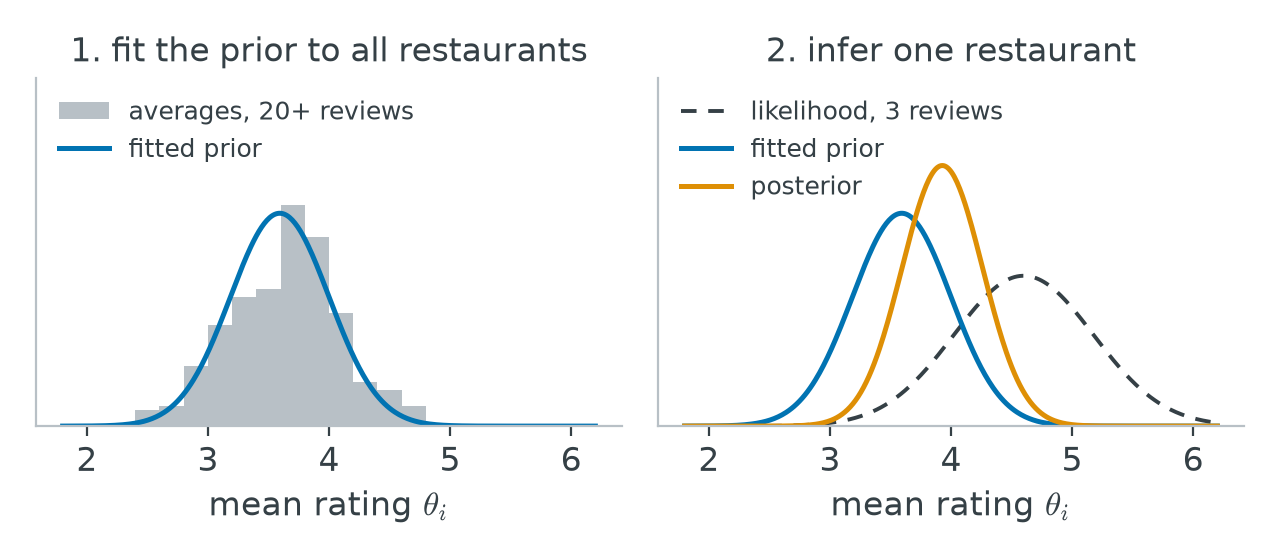 1. fit the prior to all restaurants
averages, 20+ reviews
fitted prior
2 3 4 5 6
mean rating θᵢ
2. infer one restaurant
likelihood, 3 reviews
fitted prior
posterior
2 3 4 5 6
mean rating θᵢ